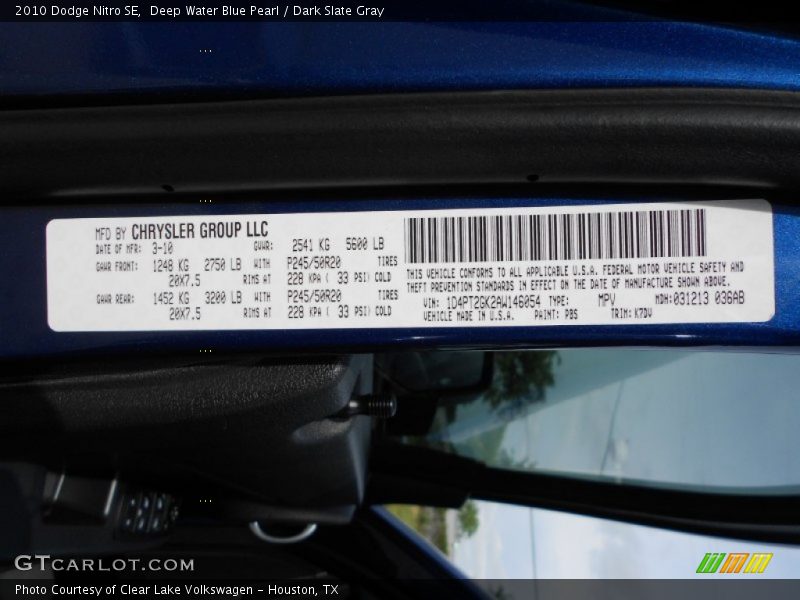 2010 Dodge Nitro SE,  Deep Water Blue Pearl / Dark Slate Gray
MFD BY CHRYSLER GROUP LLC
DATE OF MFR: 3-10 GVWR: 2541 KG 5600 LB
GAWR FRONT: 1248 KG 2750 LB WITH P245/50R20 TIRES
20X7.5 RIMS AT 228 KPA ( 33 PSI) COLD
GAWR REAR: 1452 KG 3200 LB WITH P245/50R20 TIRES
20X7.5 RIMS AT 228 KPA ( 33 PSI) COLD
THIS VEHICLE CONFORMS TO ALL APPLICABLE U.S.A. FEDERAL MOTOR VEHICLE SAFETY AND
THEFT PREVENTION STANDARDS IN EFFECT ON THE DATE OF MANUFACTURE SHOWN ABOVE.
VIN: 1D4PT2GK2AW146054 TYPE: MPV MDH:031213 036AB
VEHICLE MADE IN U.S.A. PAINT: PBS TRIM: K7DV
GTCARLOT.COM
Photo Courtesy of Clear Lake Volkswagen - Houston, TX